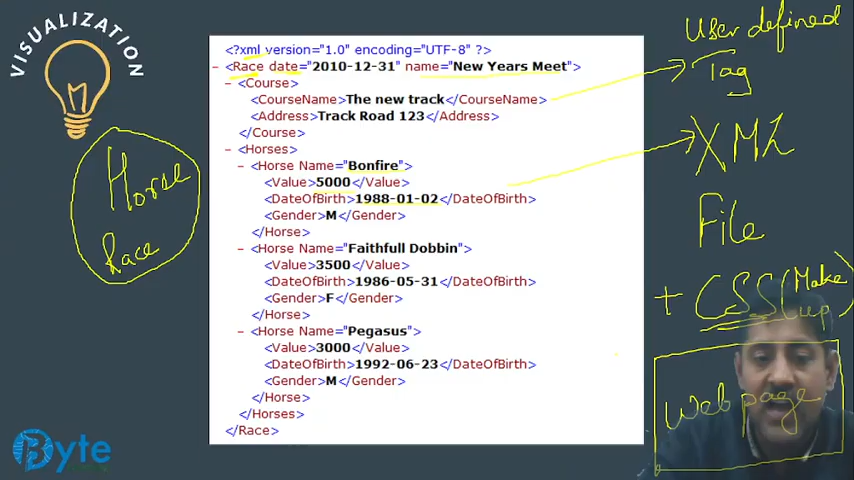 VISUALIZATION
Horse
Race
<?xml version="1.0" encoding="UTF-8" ?>
- <Race date="2010-12-31" name="New Years Meet">
- <Course>
<CourseName>The new track</CourseName>
<Address>Track Road 123</Address>
</Course>
- <Horses>
- <Horse Name="Bonfire">
<Value>5000</Value>
<DateOfBirth>1988-01-02</DateOfBirth>
<Gender>M</Gender>
</Horse>
- <Horse Name="Faithfull Dobbin">
<Value>3500</Value>
<DateOfBirth>1986-05-31</DateOfBirth>
<Gender>F</Gender>
</Horse>
- <Horse Name="Pegasus">
<Value>3000</Value>
<DateOfBirth>1992-06-23</DateOfBirth>
<Gender>M</Gender>
</Horse>
</Horses>
</Race>
User defined
Tag
XML
File
+ CSS (Make
up)
Web page
Byte